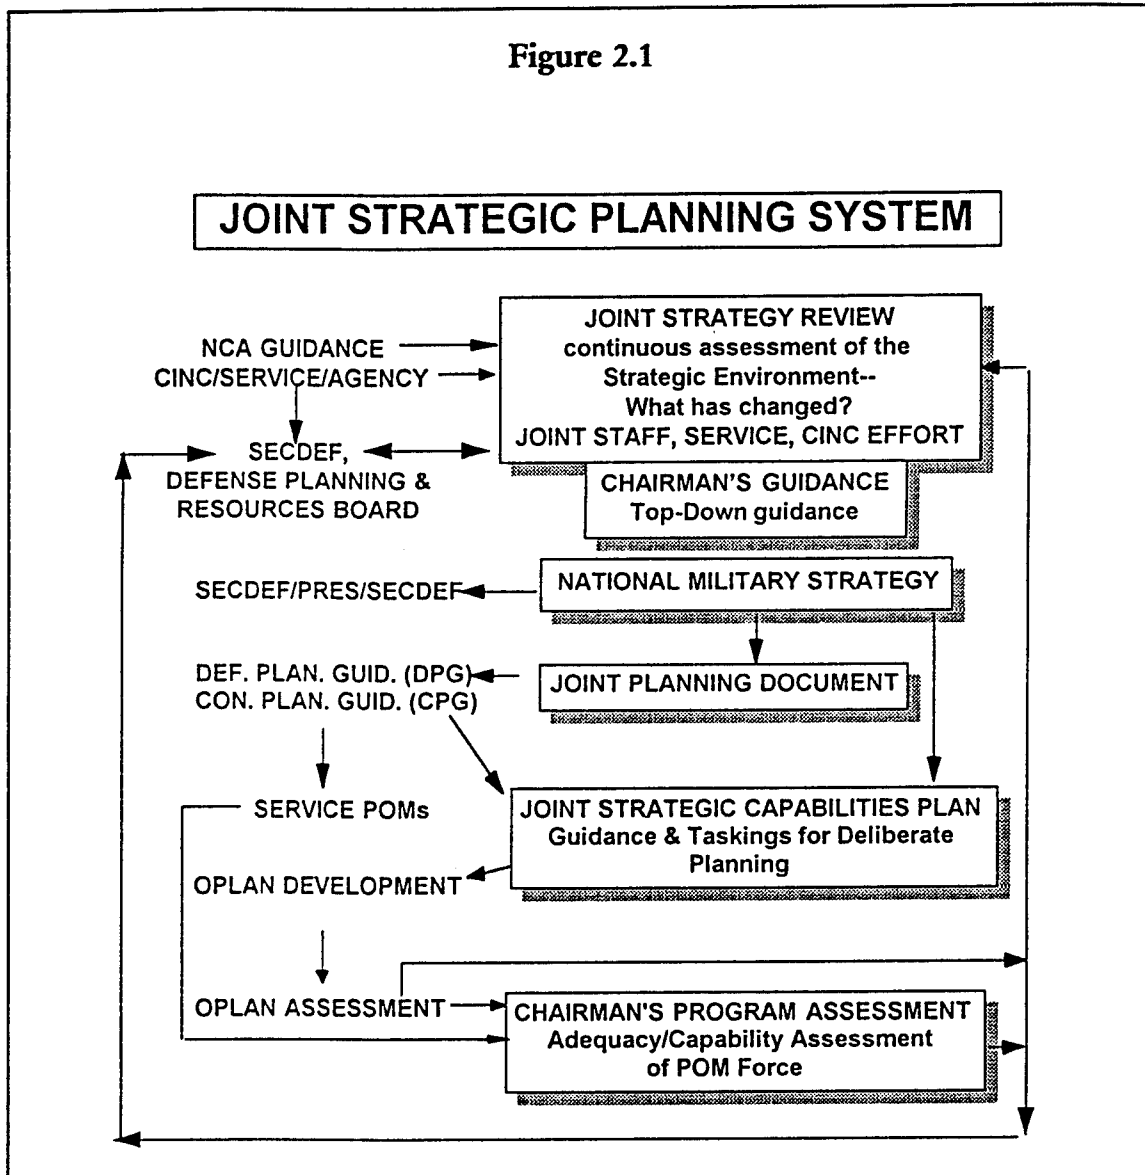 Figure 2.1
JOINT STRATEGIC PLANNING SYSTEM
NCA GUIDANCE
CINC/SERVICE/AGENCY
JOINT STRATEGY REVIEW
continuous assessment of the
Strategic Environment--
What has changed?
JOINT STAFF, SERVICE, CINC EFFORT
SECDEF,
DEFENSE PLANNING &
RESOURCES BOARD
CHAIRMAN'S GUIDANCE
Top-Down guidance
SECDEF/PRES/SECDEF
NATIONAL MILITARY STRATEGY
DEF. PLAN. GUID. (DPG)
CON. PLAN. GUID. (CPG)
JOINT PLANNING DOCUMENT
SERVICE POMs
JOINT STRATEGIC CAPABILITIES PLAN
Guidance & Taskings for Deliberate
Planning
OPLAN DEVELOPMENT
OPLAN ASSESSMENT
CHAIRMAN'S PROGRAM ASSESSMENT
Adequacy/Capability Assessment
of POM Force